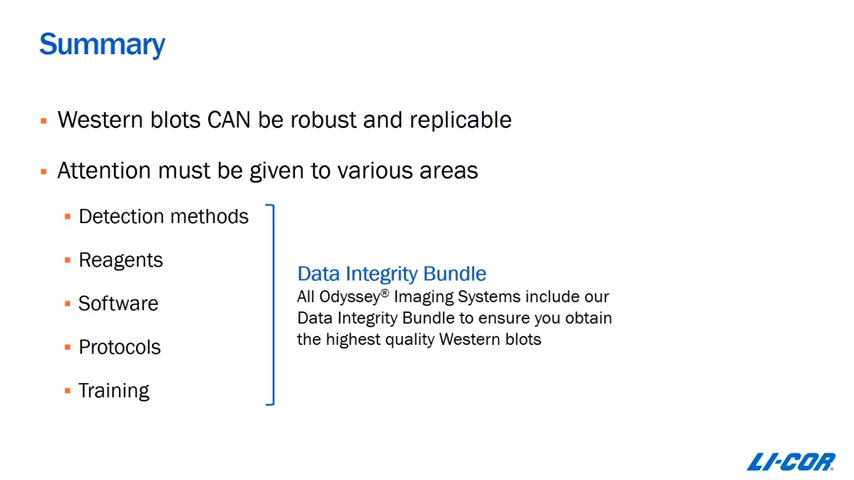 Summary
▪ Western blots CAN be robust and replicable
▪ Attention must be given to various areas
▪ Detection methods
▪ Reagents
▪ Software
▪ Protocols
▪ Training
Data Integrity Bundle
All Odyssey® Imaging Systems include our
Data Integrity Bundle to ensure you obtain
the highest quality Western blots
LI-COR®